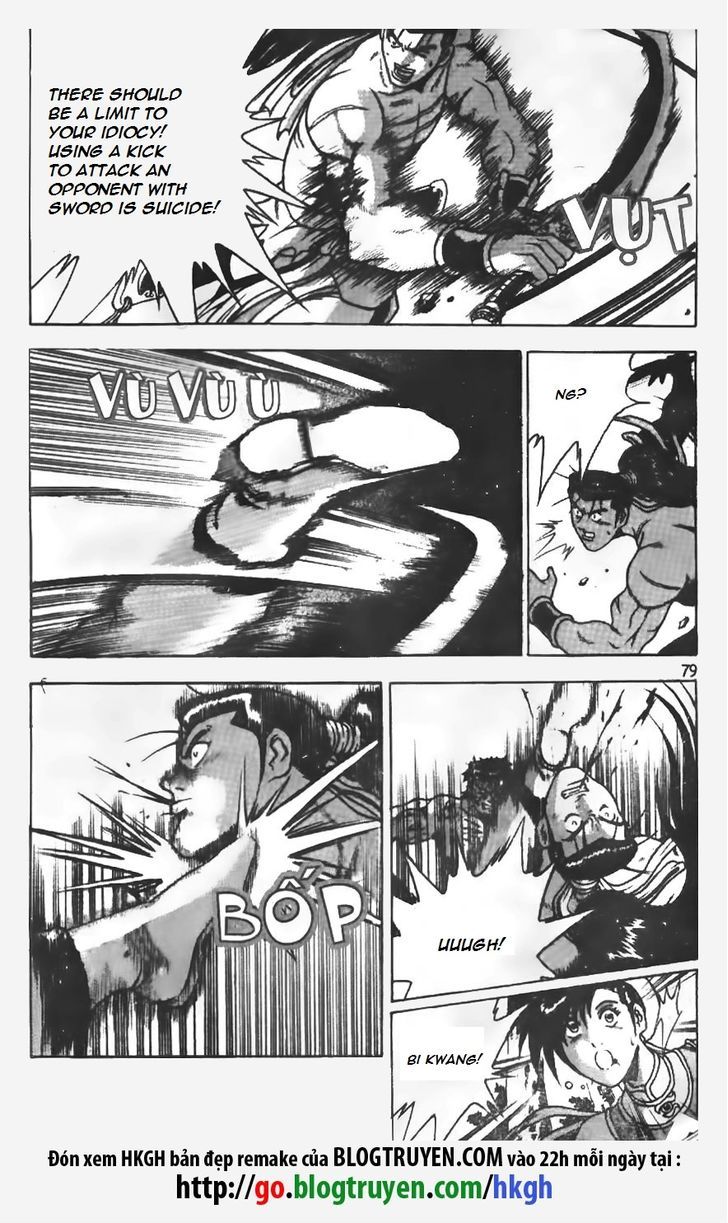 THERE SHOULD
BE A LIMIT TO
YOUR IDIOCY!
USING A KICK
TO ATTACK AN
OPPONENT WITH
SWORD IS SUICIDE!
VỤT
VÙ VÙ Ù
NG?
79
BỐP
UUUGH!
BI KWANG!
Đón xem HKGH bản đẹp remake của BLOGTRUYEN.COM vào 22h mỗi ngày tại :
http://go.blogtruyen.com/hkgh